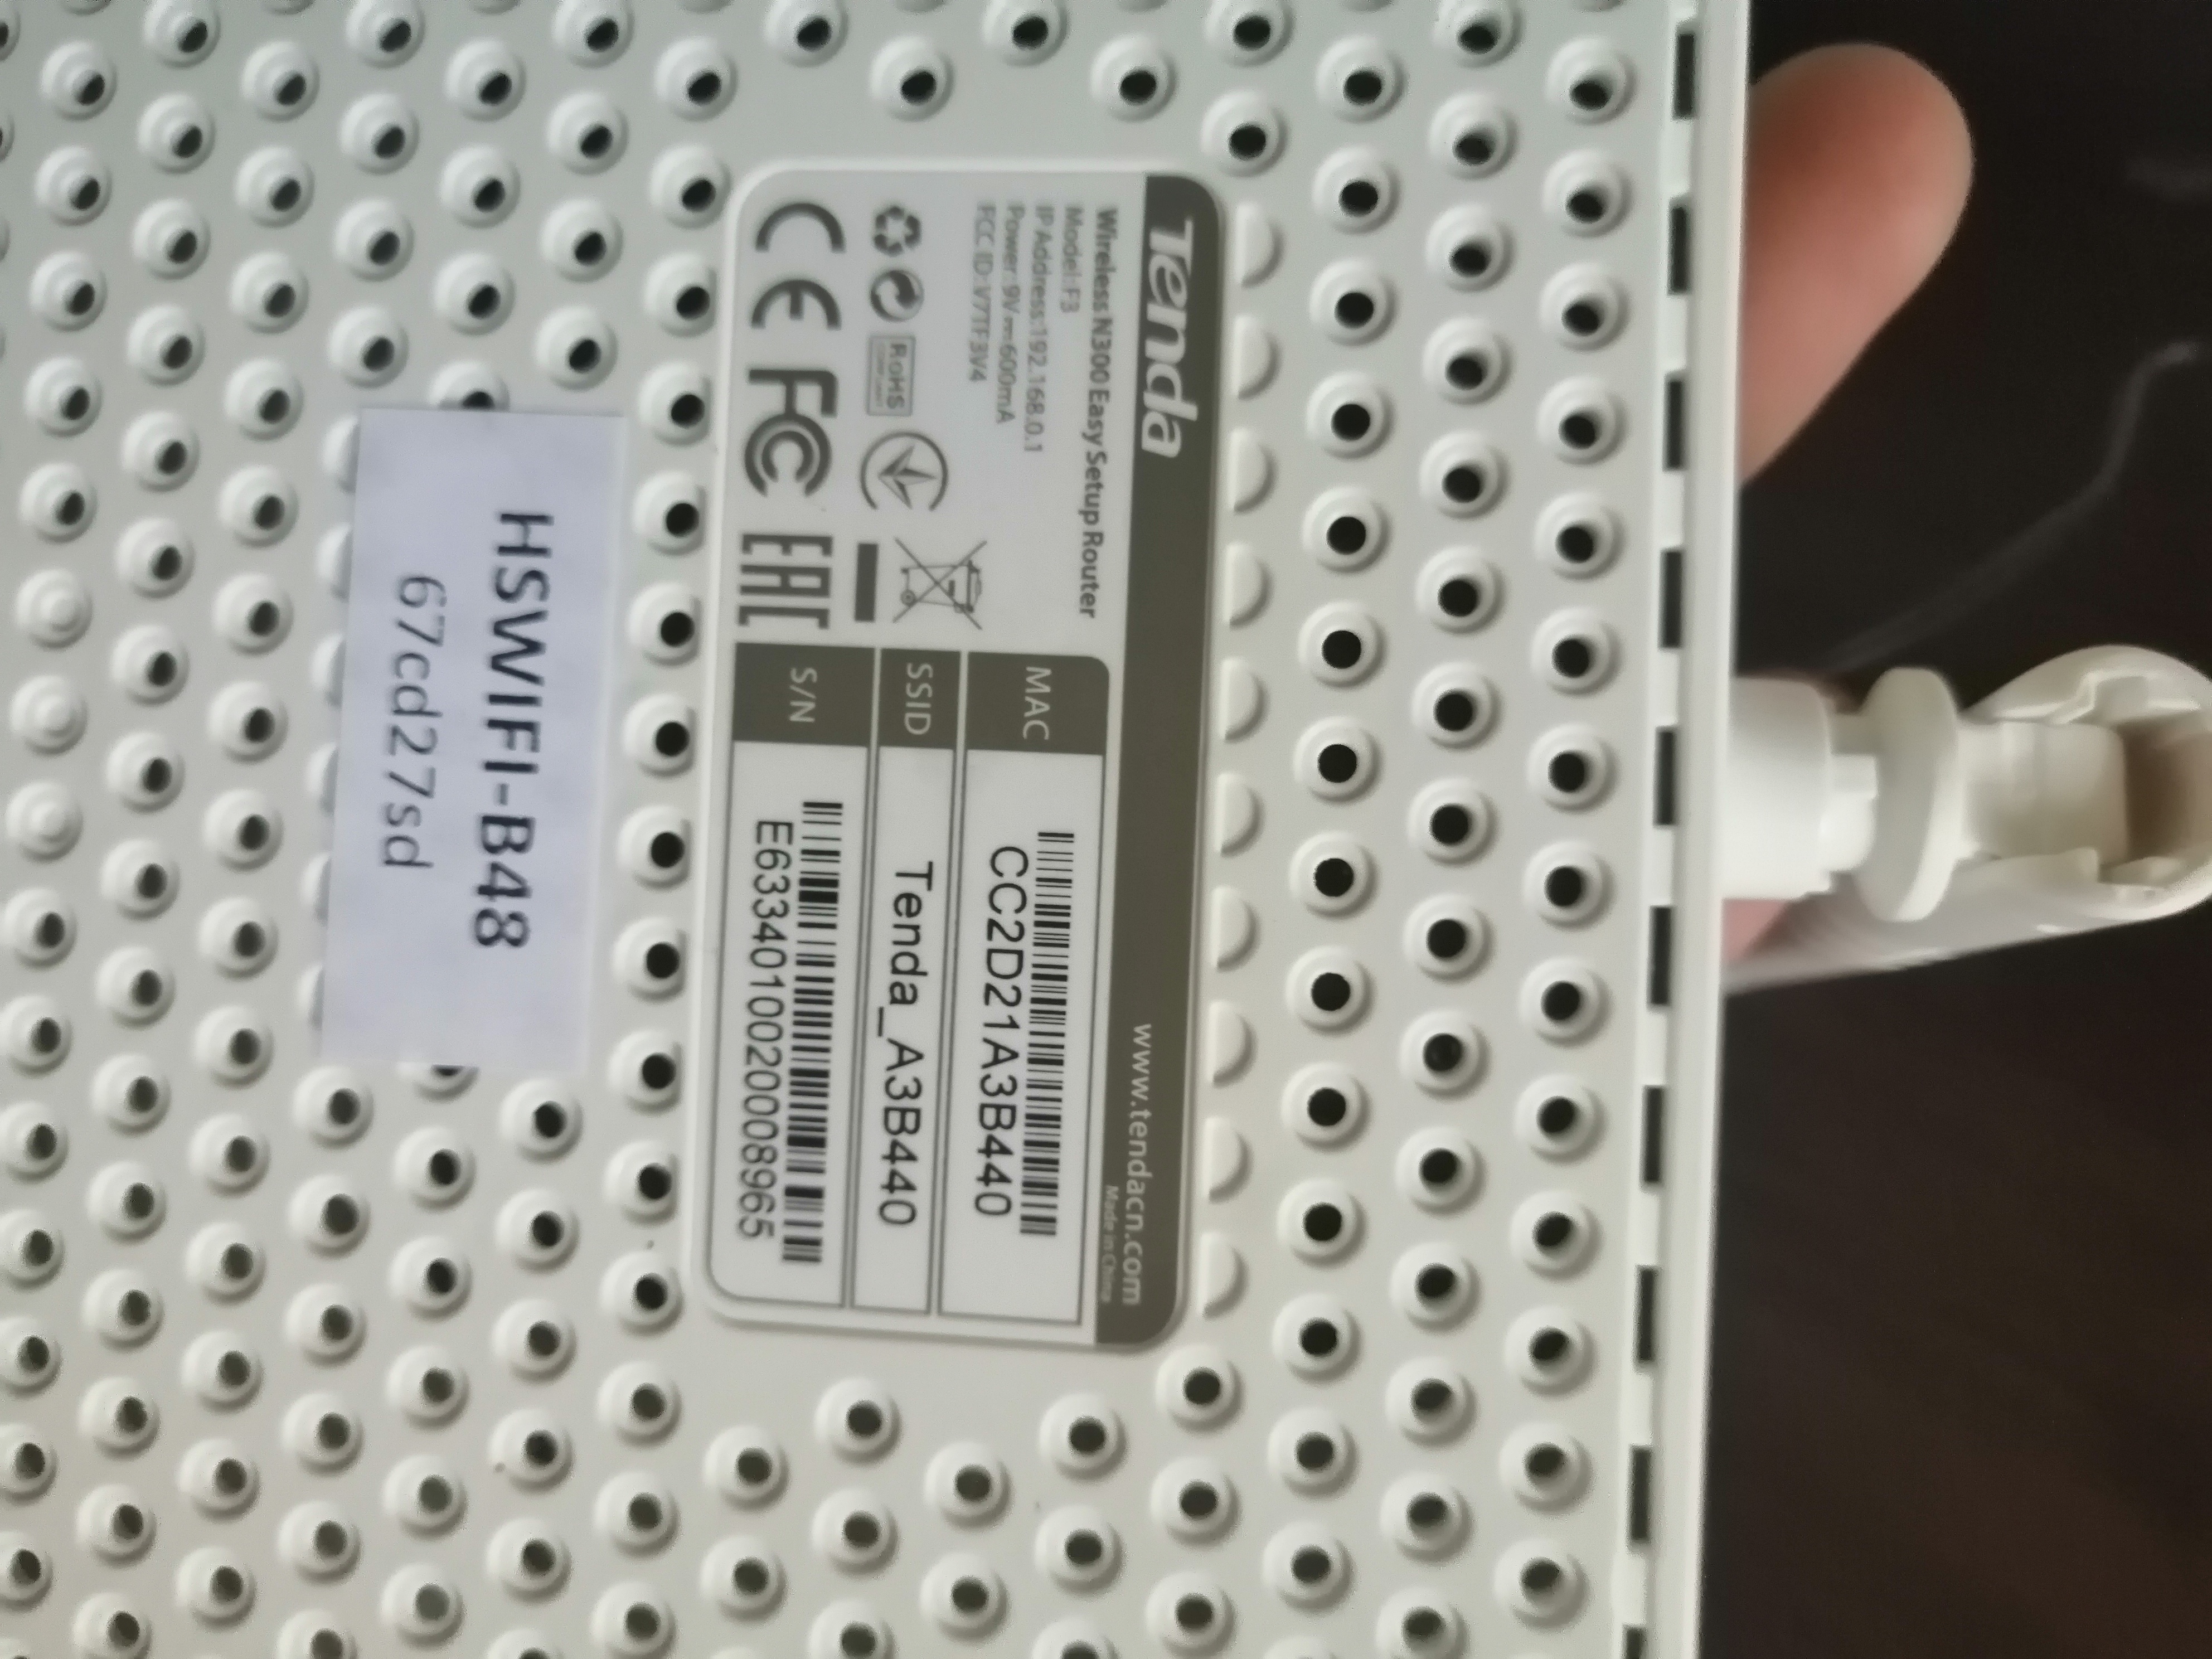 Tenda
www.tendacn.com
Made in China
Wireless N300 Easy Setup Router
Model:F3
IP Address:192.168.0.1
Power:9V⎓600mA
FCC ID:V7TF3V4
RoHS
CE FC EAC
MAC
CC2D21A3B440
SSID
Tenda_A3B440
S/N
E6334010020008965
HSWIFI-B48
67cd27sd